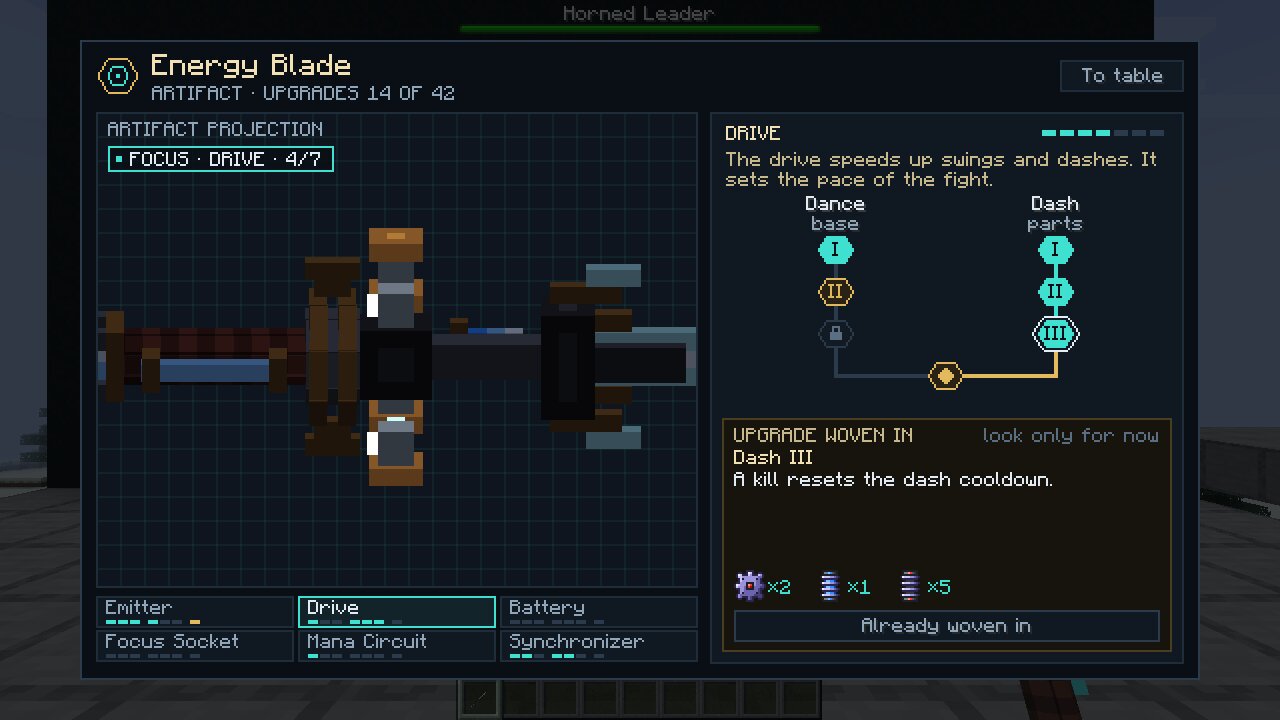 Horned Leader
Energy Blade
ARTIFACT · UPGRADES 14 OF 42
To table
ARTIFACT PROJECTION
FOCUS · DRIVE · 4/7
DRIVE
The drive speeds up swings and dashes. It
sets the pace of the fight.
Dance
base
Dash
parts
I
I
II
II
III
UPGRADE WOVEN IN
look only for now
Dash III
A kill resets the dash cooldown.
×2
×1
×5
Already woven in
Emitter
Drive
Battery
Focus Socket
Mana Circuit
Synchronizer